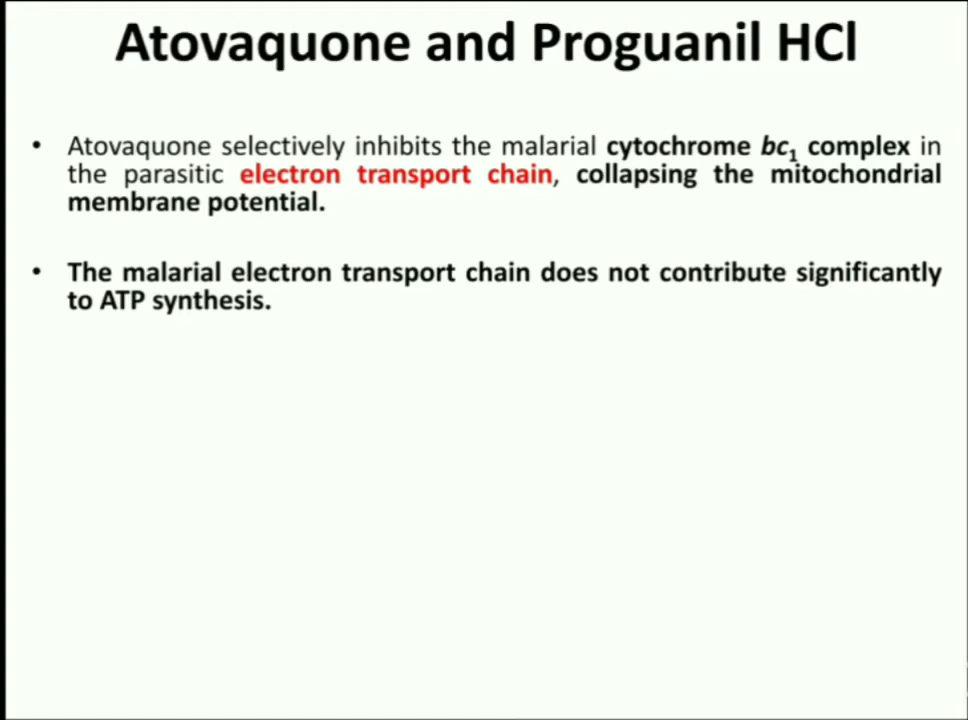 Atovaquone and Proguanil HCl
• Atovaquone selectively inhibits the malarial cytochrome bc₁ complex in
the parasitic electron transport chain, collapsing the mitochondrial
membrane potential.
• The malarial electron transport chain does not contribute significantly
to ATP synthesis.